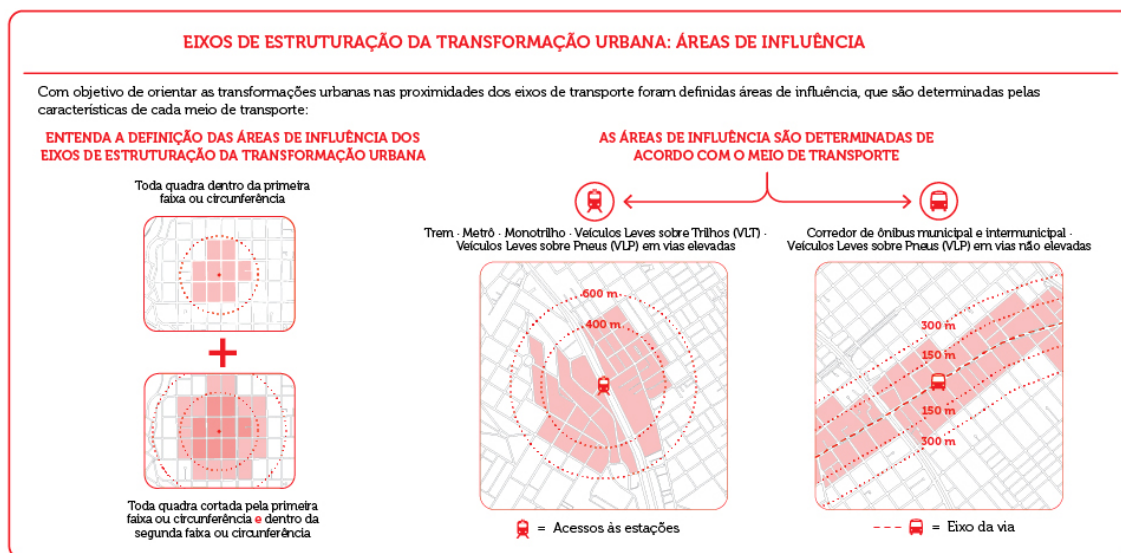 EIXOS DE ESTRUTURAÇÃO DA TRANSFORMAÇÃO URBANA: ÁREAS DE INFLUÊNCIA
Com objetivo de orientar as transformações urbanas nas proximidades dos eixos de transporte foram definidas áreas de influência, que são determinadas pelas
características de cada meio de transporte:
ENTENDA A DEFINIÇÃO DAS ÁREAS DE INFLUÊNCIA DOS
EIXOS DE ESTRUTURAÇÃO DA TRANSFORMAÇÃO URBANA
Toda quadra dentro da primeira
faixa ou circunferência
+
Toda quadra cortada pela primeira
faixa ou circunferência e dentro da
segunda faixa ou circunferência
AS ÁREAS DE INFLUÊNCIA SÃO DETERMINADAS DE
ACORDO COM O MEIO DE TRANSPORTE
Trem · Metrô · Monotrilho · Veículos Leves sobre Trilhos (VLT) ·
Veículos Leves sobre Pneus (VLP) em vias elevadas
600 m
400 m
= Acessos às estações
Corredor de ônibus municipal e intermunicipal ·
Veículos Leves sobre Pneus (VLP) em vias não elevadas
300 m
150 m
150 m
300 m
= Eixo da via